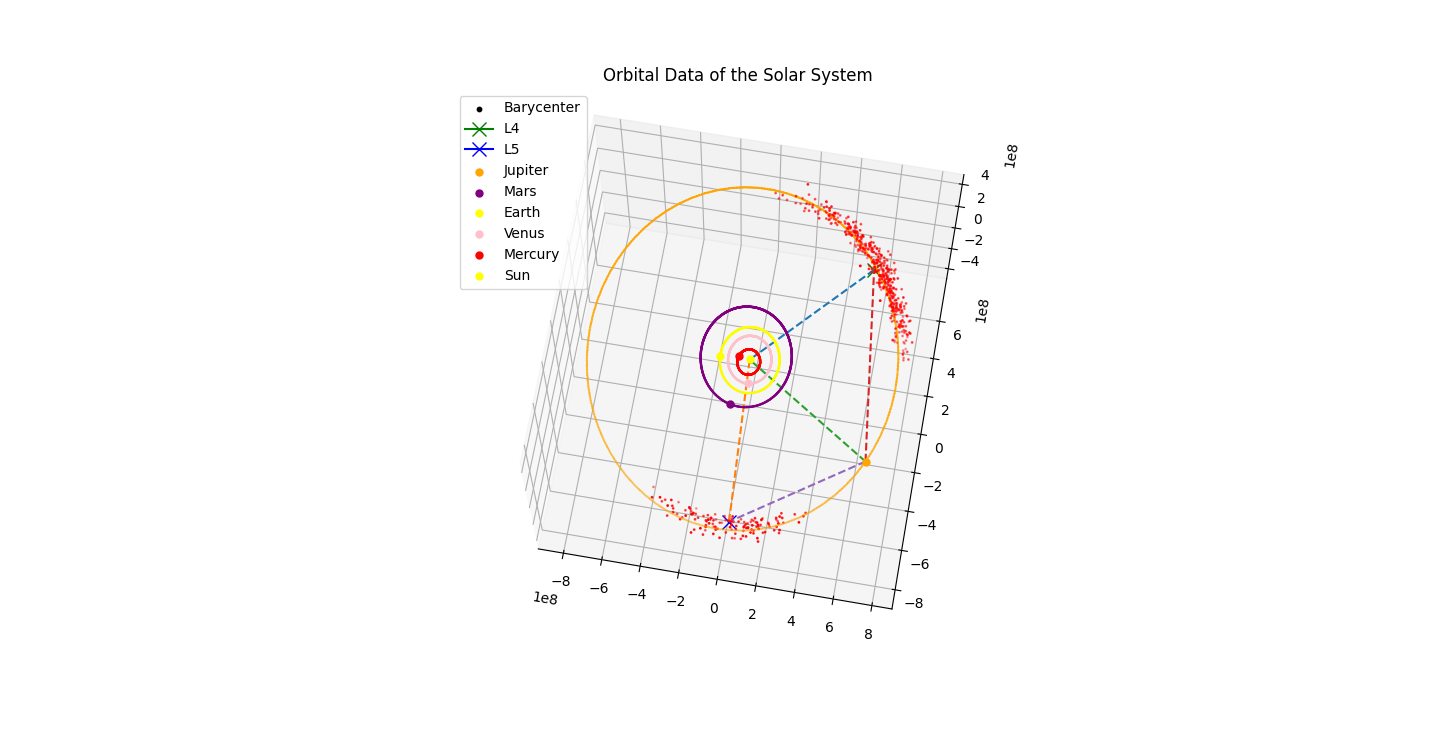 Orbital Data of the Solar System
Barycenter
L4
L5
Jupiter
Mars
Earth
Venus
Mercury
Sun
1e8
4
2
0
−2
−4
1e8
6
4
2
0
−2
−4
−6
−8
−8
−6
−4
−2
0
2
4
6
8
1e8